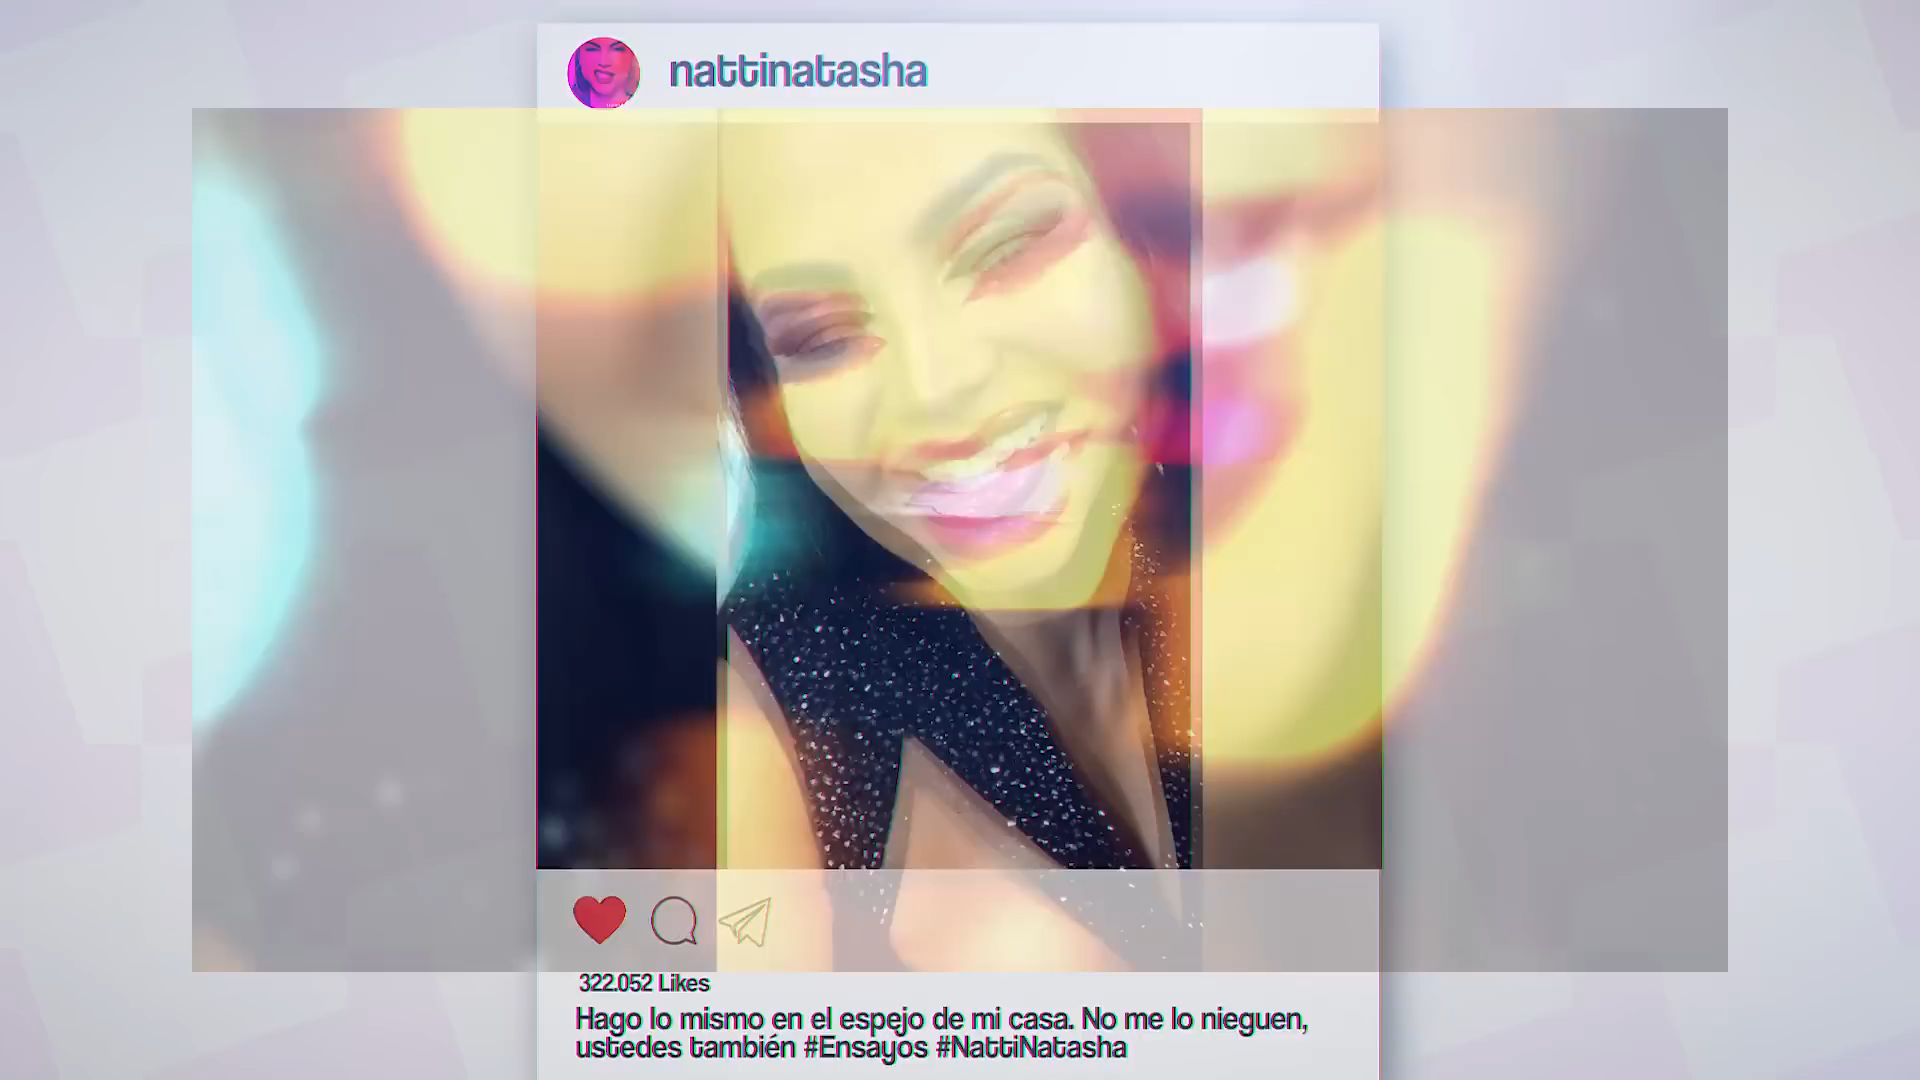 nattinatasha
322.052 Likes
Hago lo mismo en el espejo de mi casa. No me lo nieguen,
ustedes también #Ensayos #NattiNatasha